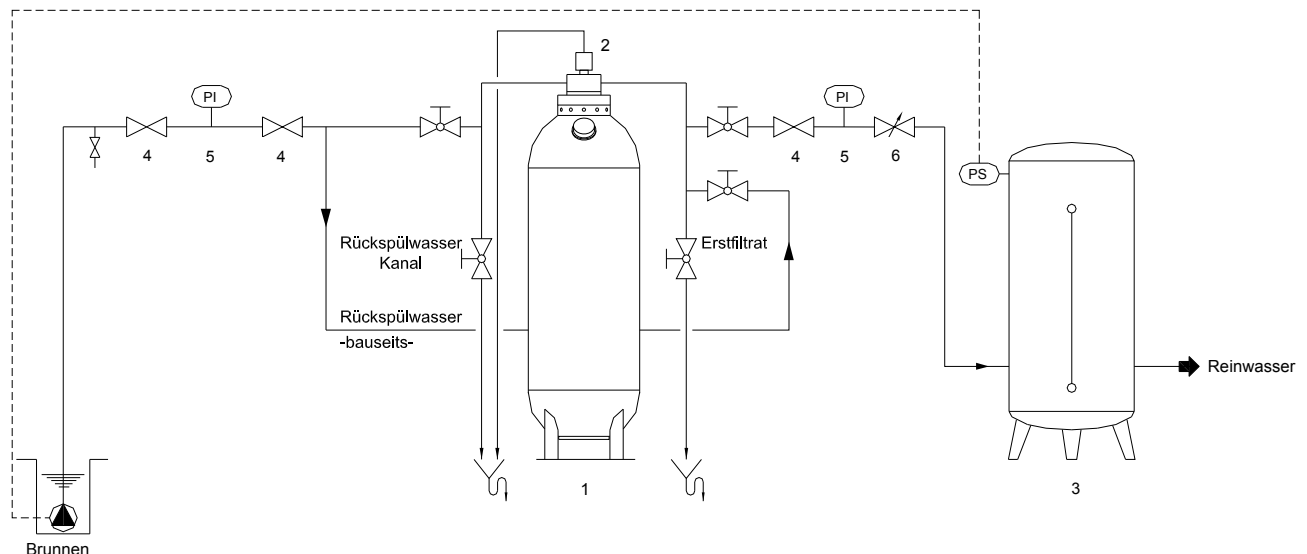 2
PI
PI
4
5
4
4
5
6
PS
Rückspülwasser
Kanal
Erstfiltrat
Rückspülwasser
-bauseits-
Reinwasser
1
3
Brunnen